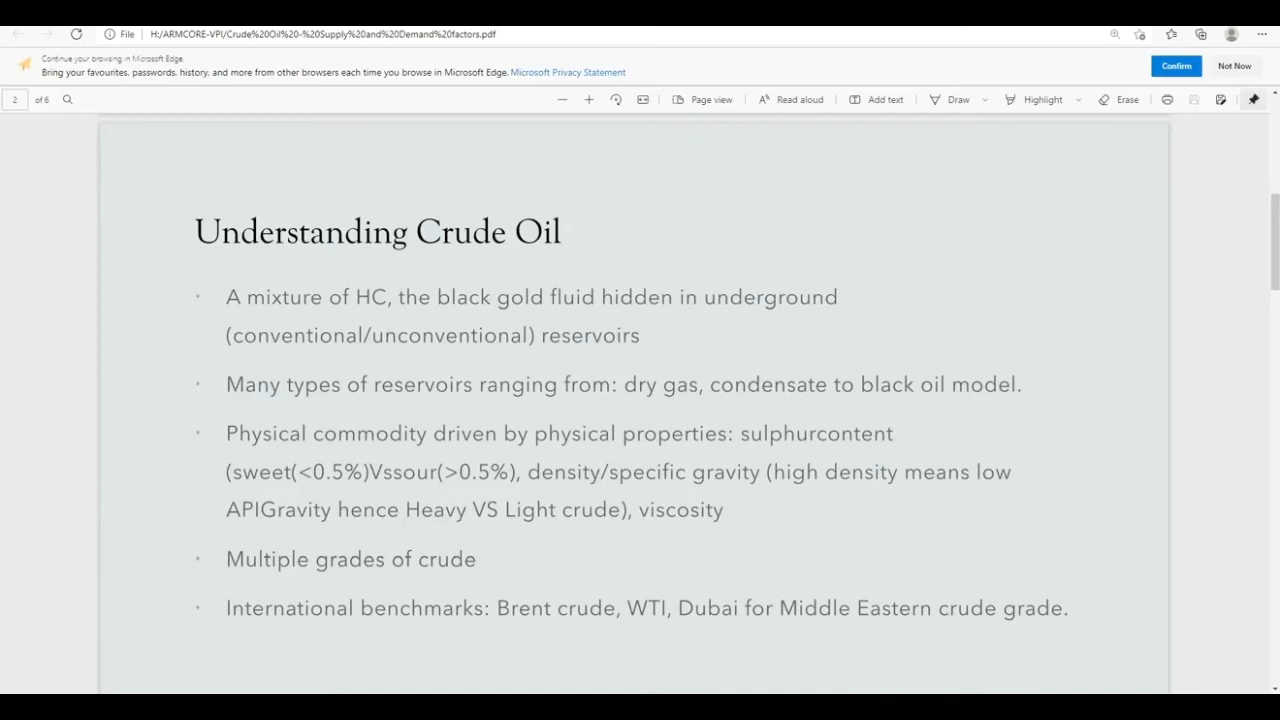 File H:/ARMCORE-VPI/Crude%20Oil%20-%20Supply%20and%20Demand%20factors.pdf
Continue your browsing in Microsoft Edge.
Bring your favourites, passwords, history, and more from other browsers each time you browse in Microsoft Edge. Microsoft Privacy Statement Confirm Not Now
2 of 6 Page view Read aloud Add text Draw Highlight Erase
Understanding Crude Oil
• A mixture of HC, the black gold fluid hidden in underground
(conventional/unconventional) reservoirs
• Many types of reservoirs ranging from: dry gas, condensate to black oil model.
• Physical commodity driven by physical properties: sulphurcontent
(sweet(<0.5%)Vssour(>0.5%), density/specific gravity (high density means low
APIGravity hence Heavy VS Light crude), viscosity
• Multiple grades of crude
• International benchmarks: Brent crude, WTI, Dubai for Middle Eastern crude grade.